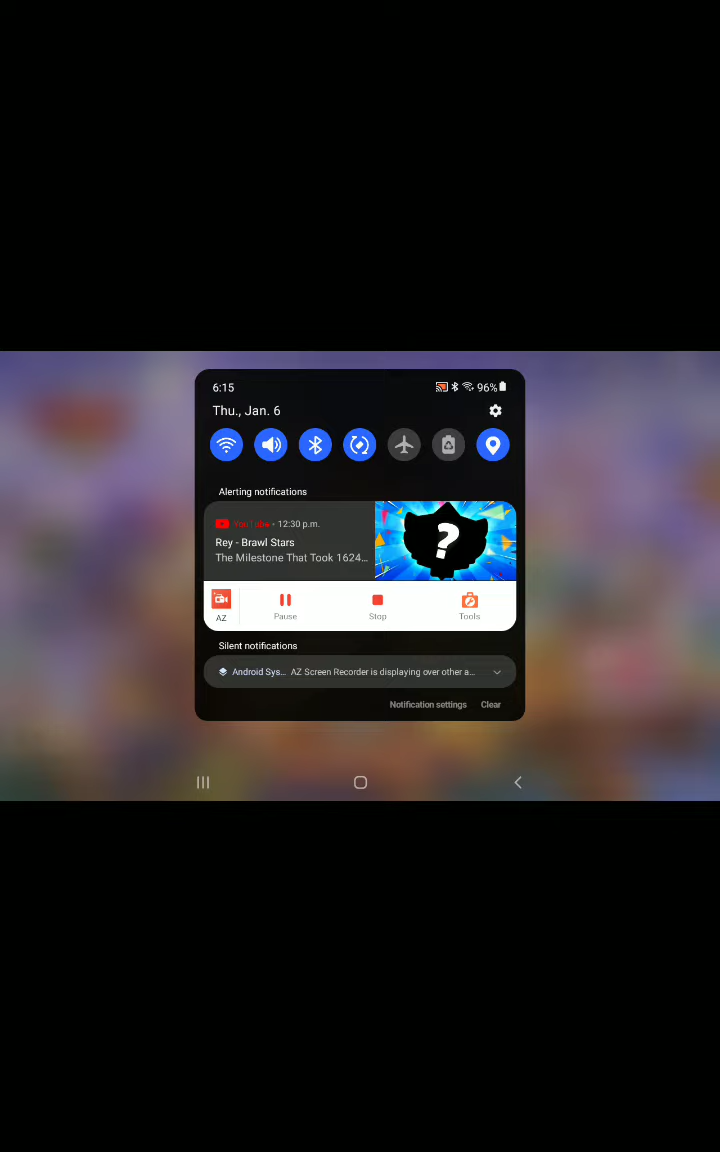 6:15
96%
Thu., Jan. 6
Alerting notifications
YouTube • 12:30 p.m.
Rey - Brawl Stars
The Milestone That Took 1624...
?
AZ
Pause
Stop
Tools
Silent notifications
Android Sys... AZ Screen Recorder is displaying over other a...
Notification settings
Clear